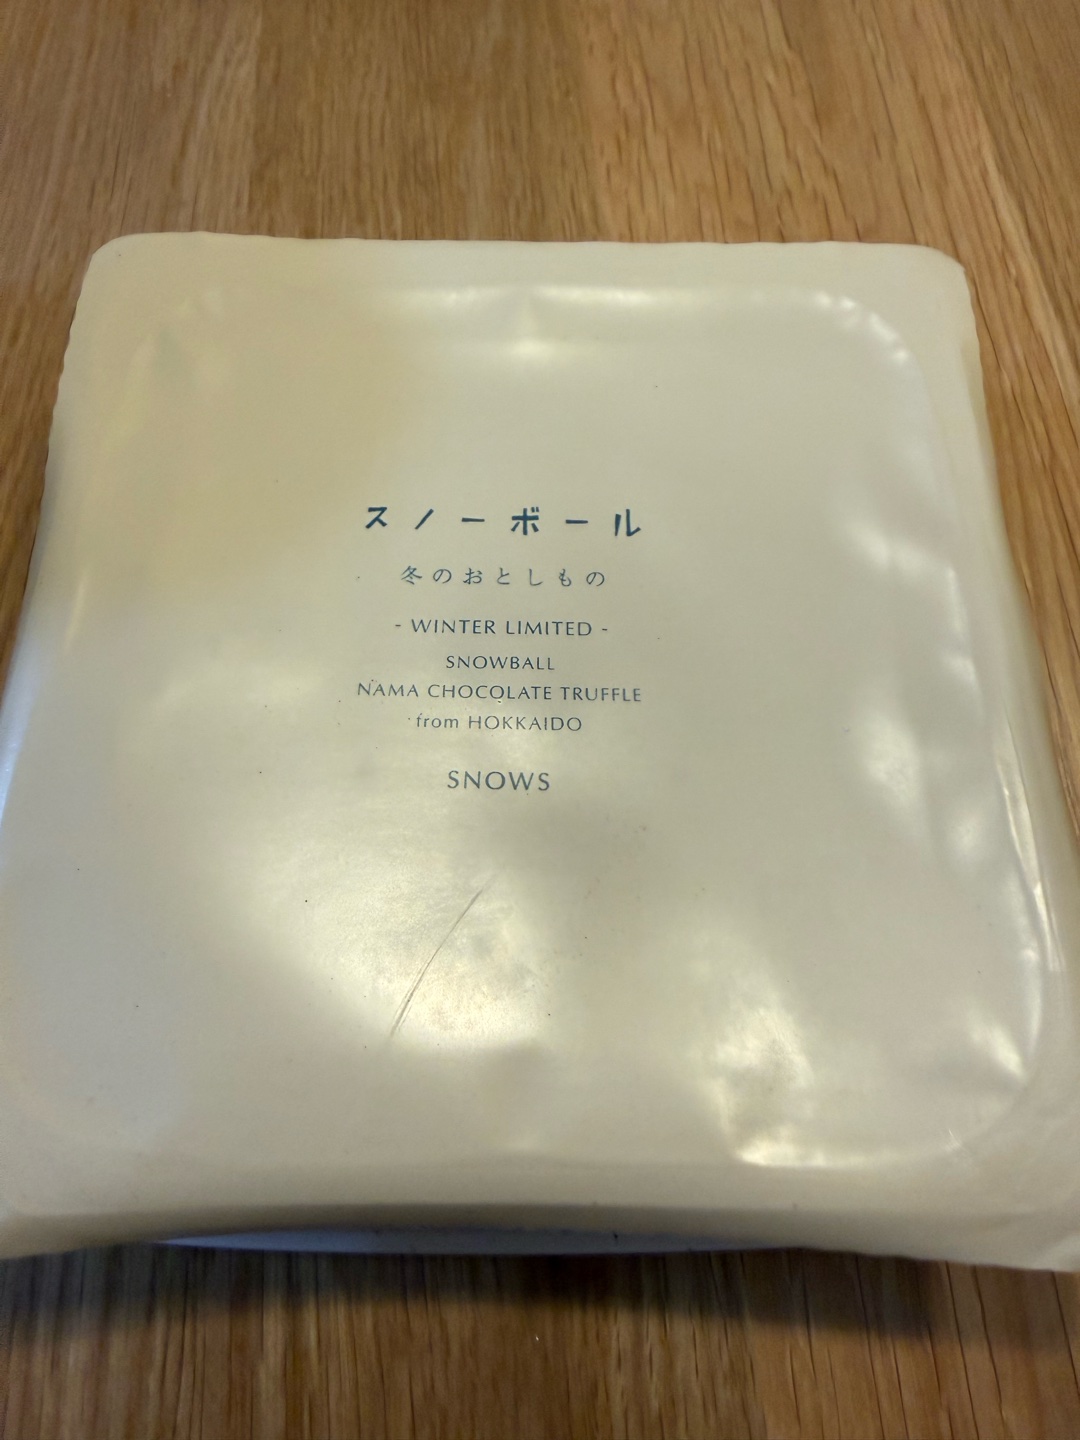 スノーボール
冬のおとしもの
- WINTER LIMITED -
SNOWBALL
NAMA CHOCOLATE TRUFFLE
from HOKKAIDO
SNOWS